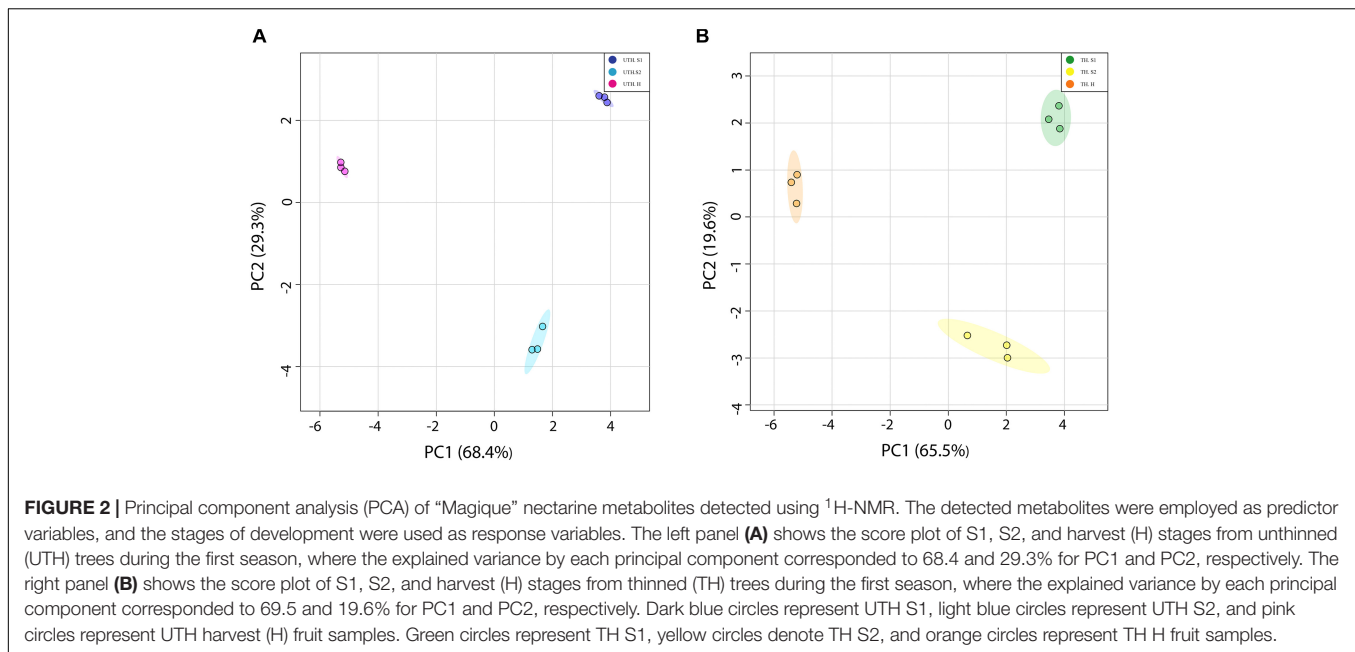 A
UTH. S1
UTH.S2
UTH. H
2
0
-2
-4
PC2 (29.3%)
-6
-4
-2
0
2
4
PC1 (68.4%)
B
TH. S1
TH. S2
TH. H
3
2
1
0
-1
-2
-3
-4
PC2 (19.6%)
-6
-4
-2
0
2
4
PC1 (65.5%)
FIGURE 2 | Principal component analysis (PCA) of “Magique” nectarine metabolites detected using ¹H-NMR. The detected metabolites were employed as predictor
variables, and the stages of development were used as response variables. The left panel (A) shows the score plot of S1, S2, and harvest (H) stages from unthinned
(UTH) trees during the first season, where the explained variance by each principal component corresponded to 68.4 and 29.3% for PC1 and PC2, respectively. The
right panel (B) shows the score plot of S1, S2, and harvest (H) stages from thinned (TH) trees during the first season, where the explained variance by each principal
component corresponded to 69.5 and 19.6% for PC1 and PC2, respectively. Dark blue circles represent UTH S1, light blue circles represent UTH S2, and pink
circles represent UTH harvest (H) fruit samples. Green circles represent TH S1, yellow circles denote TH S2, and orange circles represent TH H fruit samples.